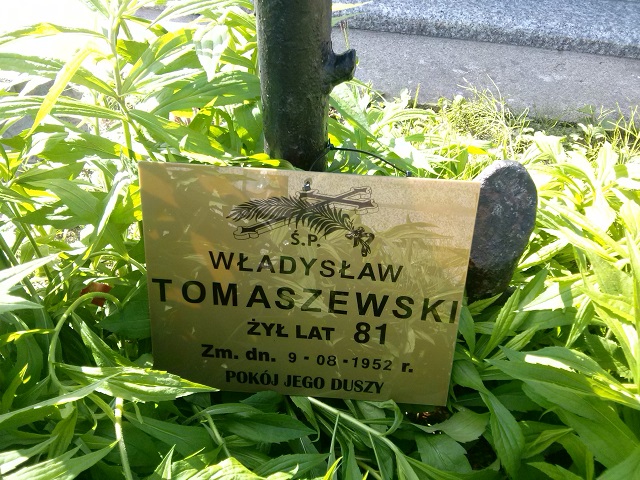 Ś.P.
WŁADYSŁAW
TOMASZEWSKI
ŻYŁ LAT 81
Zm. dn. 9 · 08 · 1952 r.
POKÓJ JEGO DUSZY